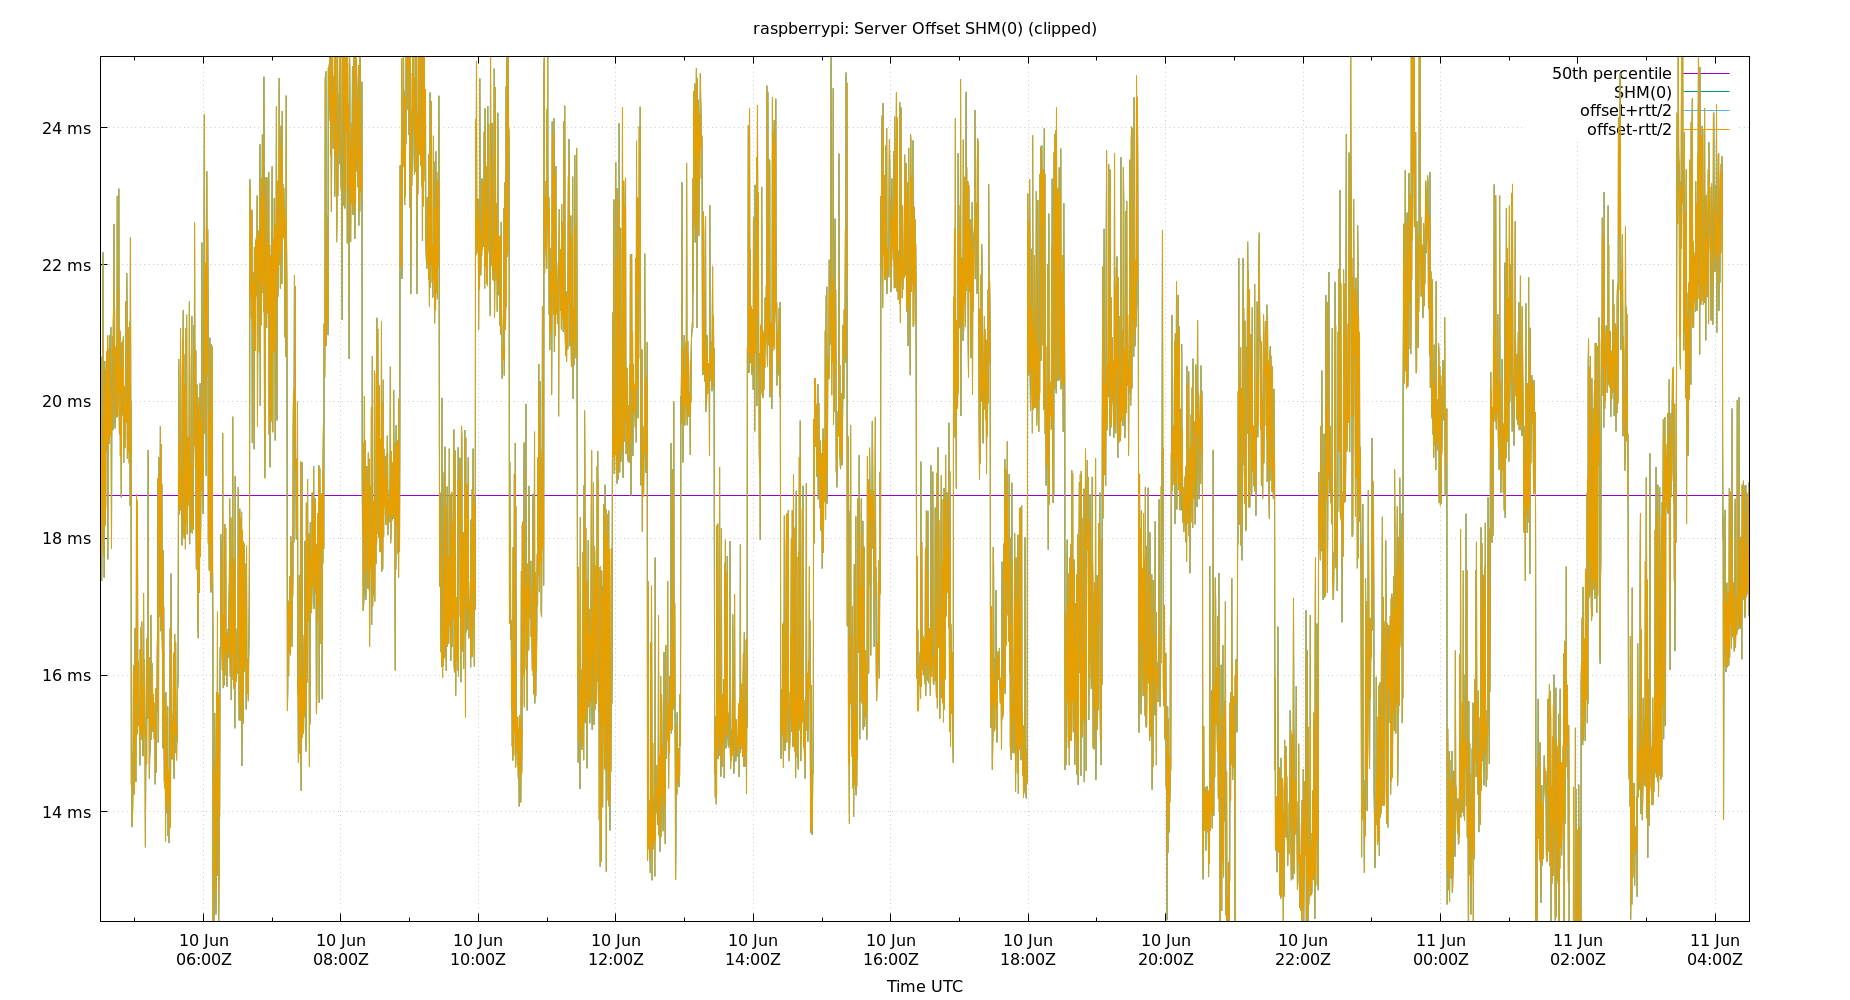 raspberrypi: Server Offset SHM(0) (clipped)
50th percentile
SHM(0)
offset+rtt/2
offset-rtt/2
24 ms
22 ms
20 ms
18 ms
16 ms
14 ms
10 Jun 10 Jun 10 Jun 10 Jun 10 Jun 10 Jun 10 Jun 10 Jun 10 Jun 11 Jun 11 Jun 11 Jun
06:00Z 08:00Z 10:00Z 12:00Z 14:00Z 16:00Z 18:00Z 20:00Z 22:00Z 00:00Z 02:00Z 04:00Z
Time UTC